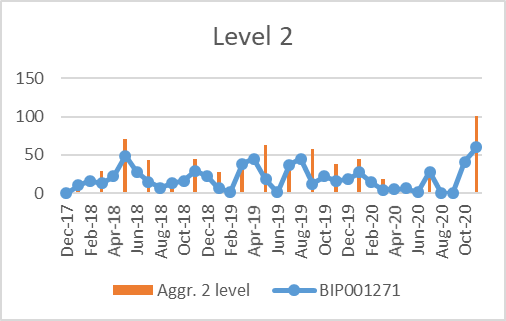 Level 2
150
100
50
0
Dec-17 Feb-18 Apr-18 Jun-18 Aug-18 Oct-18 Dec-18 Feb-19 Apr-19 Jun-19 Aug-19 Oct-19 Dec-19 Feb-20 Apr-20 Jun-20 Aug-20 Oct-20
Aggr. 2 level BIP001271